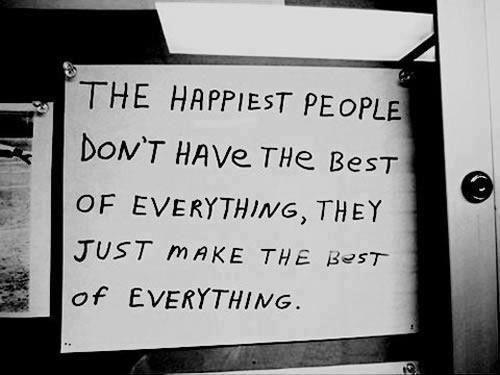 THE HAPPIEST PEOPLE
DON'T HAVe THe BesT
OF EVERYTHING, THEY
JUST mAKE THE BesT
of EVERYTHING.